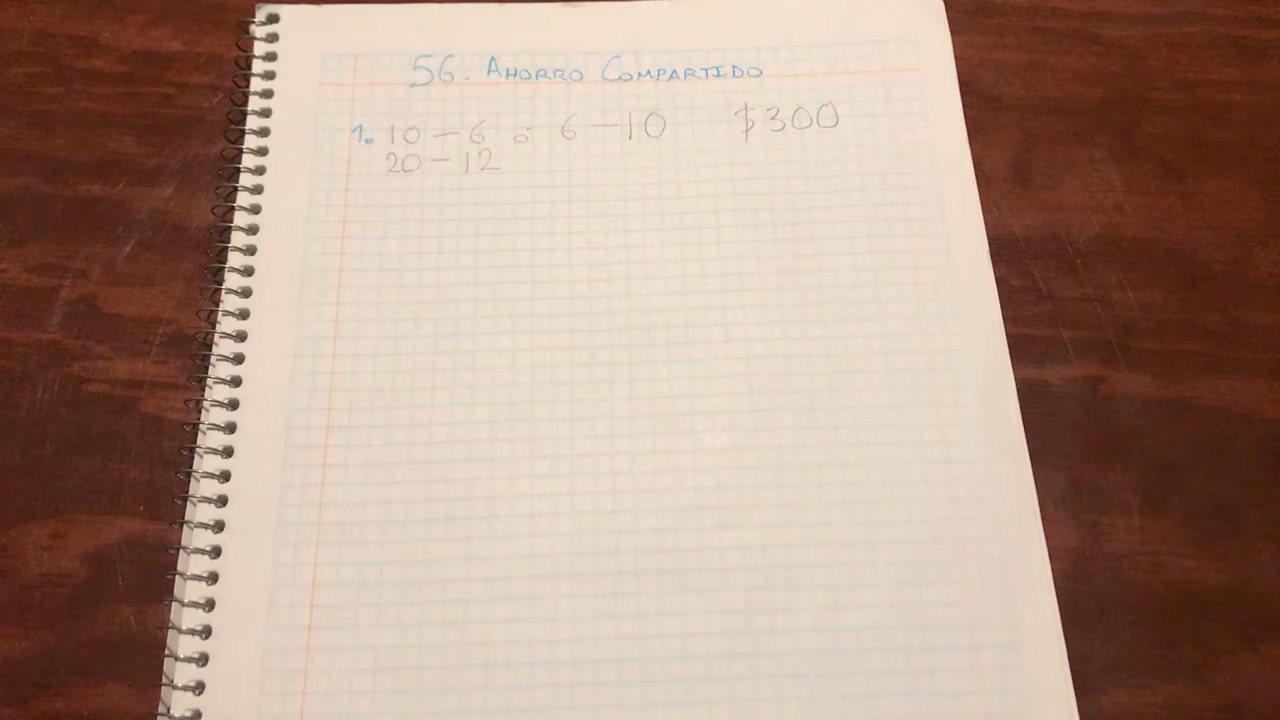 56. AHORRO COMPARTIDO
1. 10 – 6 ó 6 – 10 $300
20 – 12